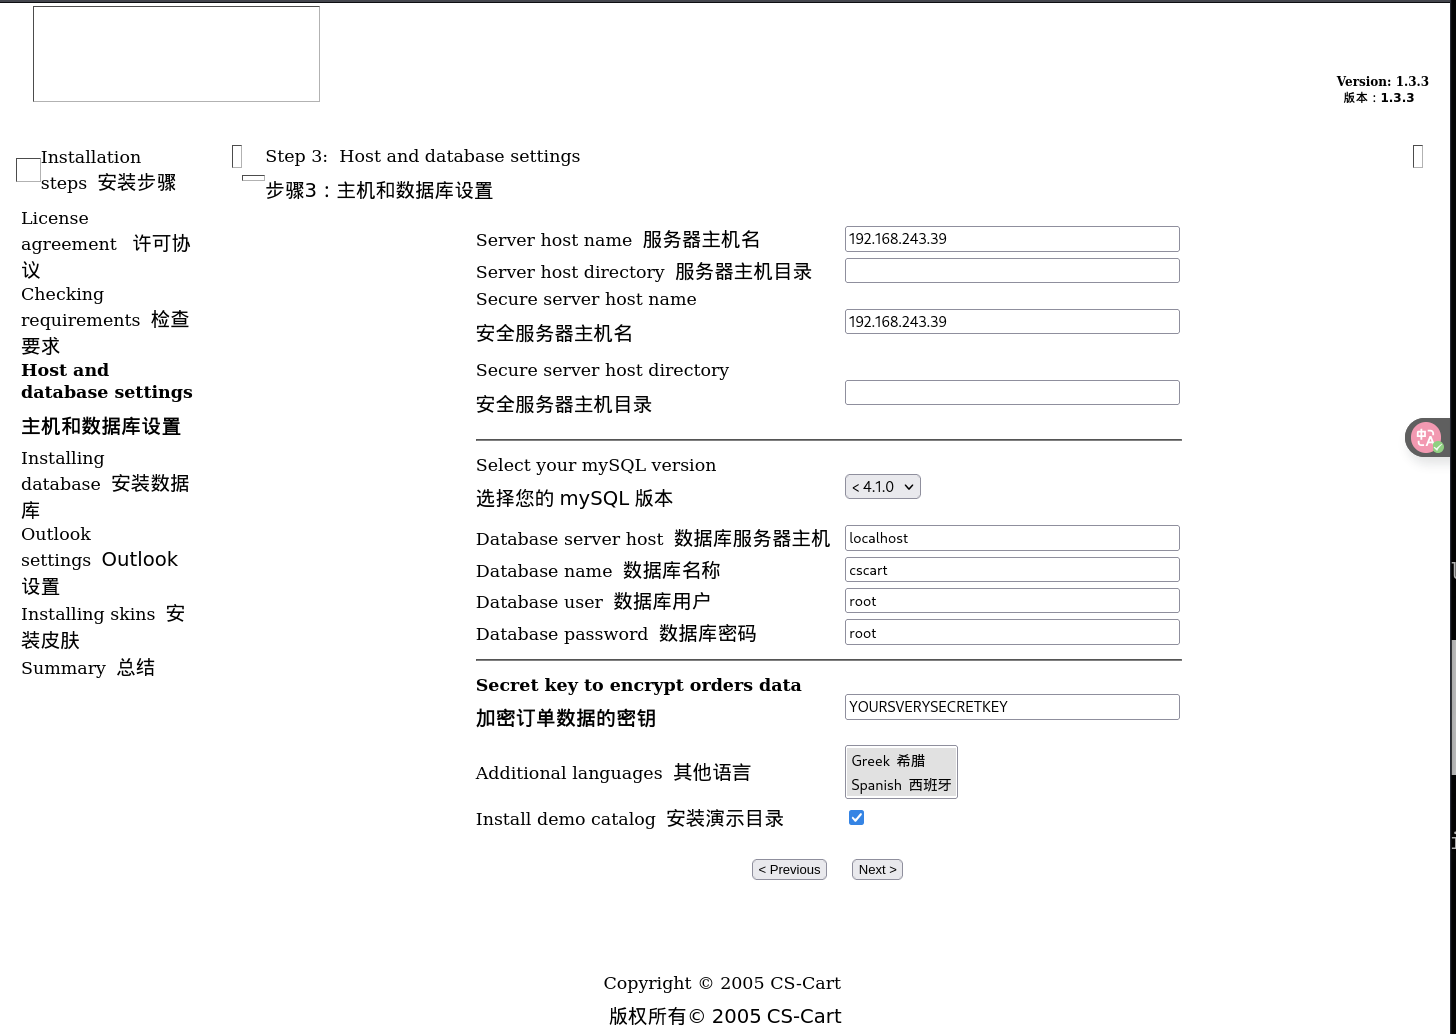 Version: 1.3.3
版本：1.3.3
Installation
steps 安装步骤
License
agreement 许可协
议
Checking
requirements 检查
要求
Host and
database settings
主机和数据库设置
Installing
database 安装数据
库
Outlook
settings Outlook
设置
Installing skins 安
装皮肤
Summary 总结
Step 3: Host and database settings
步骤3：主机和数据库设置
Server host name 服务器主机名 192.168.243.39
Server host directory 服务器主机目录
Secure server host name
安全服务器主机名 192.168.243.39
Secure server host directory
安全服务器主机目录
Select your mySQL version
选择您的 mySQL 版本 < 4.1.0
Database server host 数据库服务器主机 localhost
Database name 数据库名称 cscart
Database user 数据库用户 root
Database password 数据库密码 root
Secret key to encrypt orders data
加密订单数据的密钥 YOURSVERYSECRETKEY
Additional languages 其他语言
Greek 希腊
Spanish 西班牙
Install demo catalog 安装演示目录
< Previous Next >
Copyright © 2005 CS-Cart
版权所有© 2005 CS-Cart